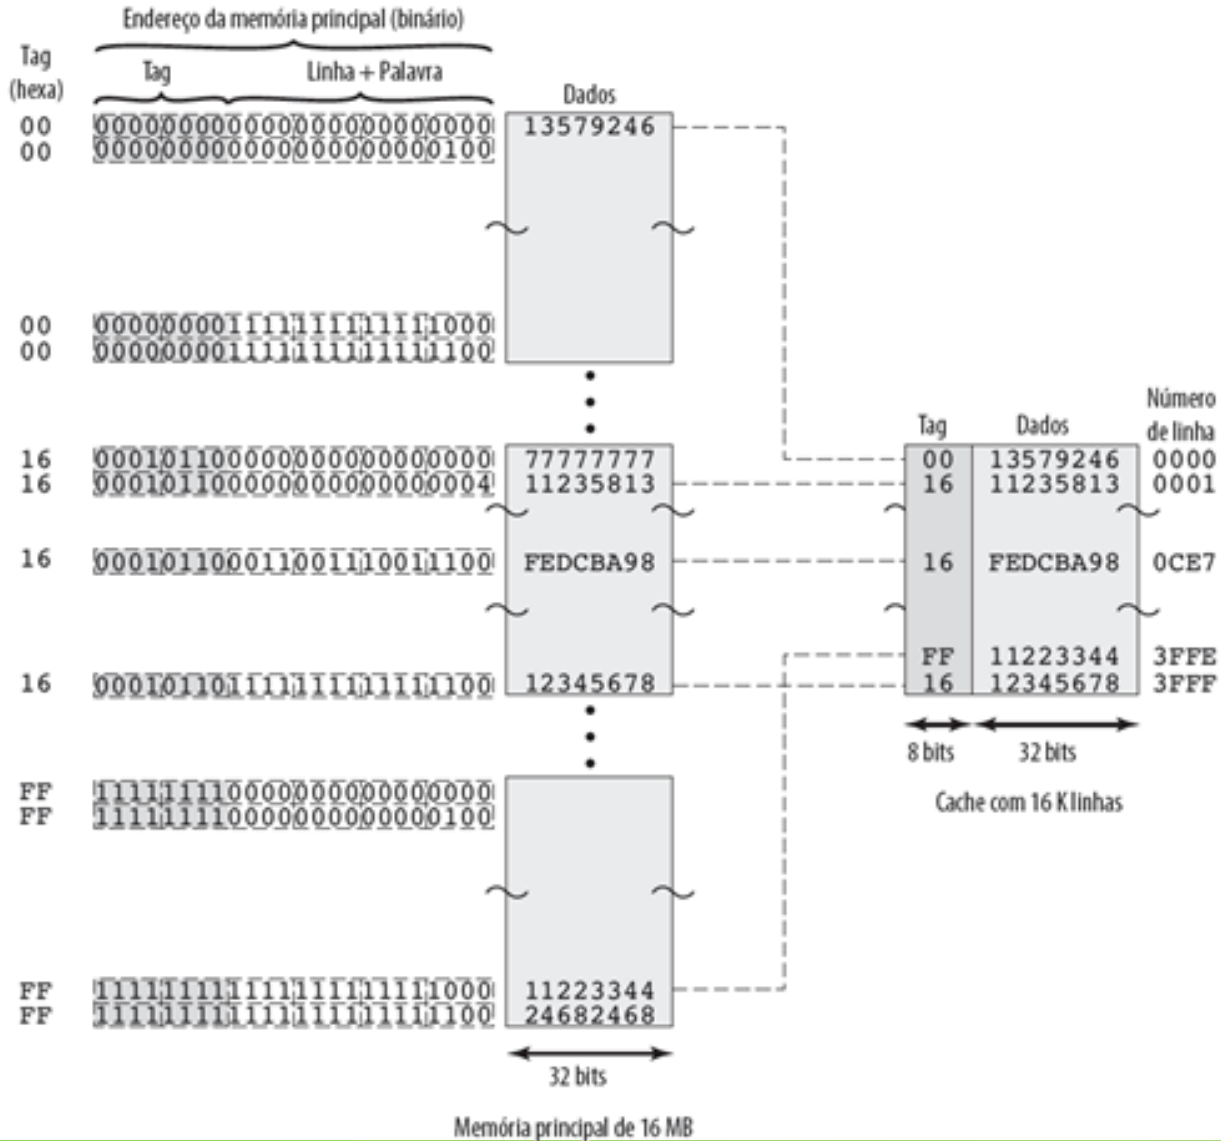 Endereço da memória principal (binário)
Tag
(hexa)
Tag Linha + Palavra
Dados
00 000000000000000000000000 13579246
00 000000000000000000000100
00 000000001111111111111000
00 000000001111111111111100
Número
de linha
Tag Dados
16 000101100000000000000000 77777777 00 13579246 0000
16 000101100000000000000004 11235813 16 11235813 0001
16 000101100011001110011100 FEDCBA98 16 FEDCBA98 0CE7
FF 11223344 3FFE
16 000101101111111111111100 12345678 16 12345678 3FFF
8 bits 32 bits
Cache com 16 K linhas
FF 111111110000000000000000
FF 111111110000000000000100
FF 111111111111111111111000 11223344
FF 111111111111111111111100 24682468
32 bits
Memória principal de 16 MB